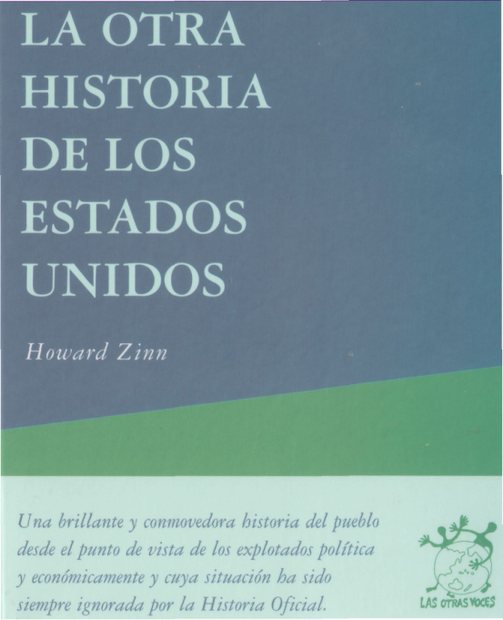 LA OTRA
HISTORIA
DE LOS
ESTADOS
UNIDOS
Howard Zinn
Una brillante y conmovedora historia del pueblo
desde el punto de vista de los explotados política
y económicamente y cuya situación ha sido
siempre ignorada por la Historia Oficial.
LAS OTRAS VOCES